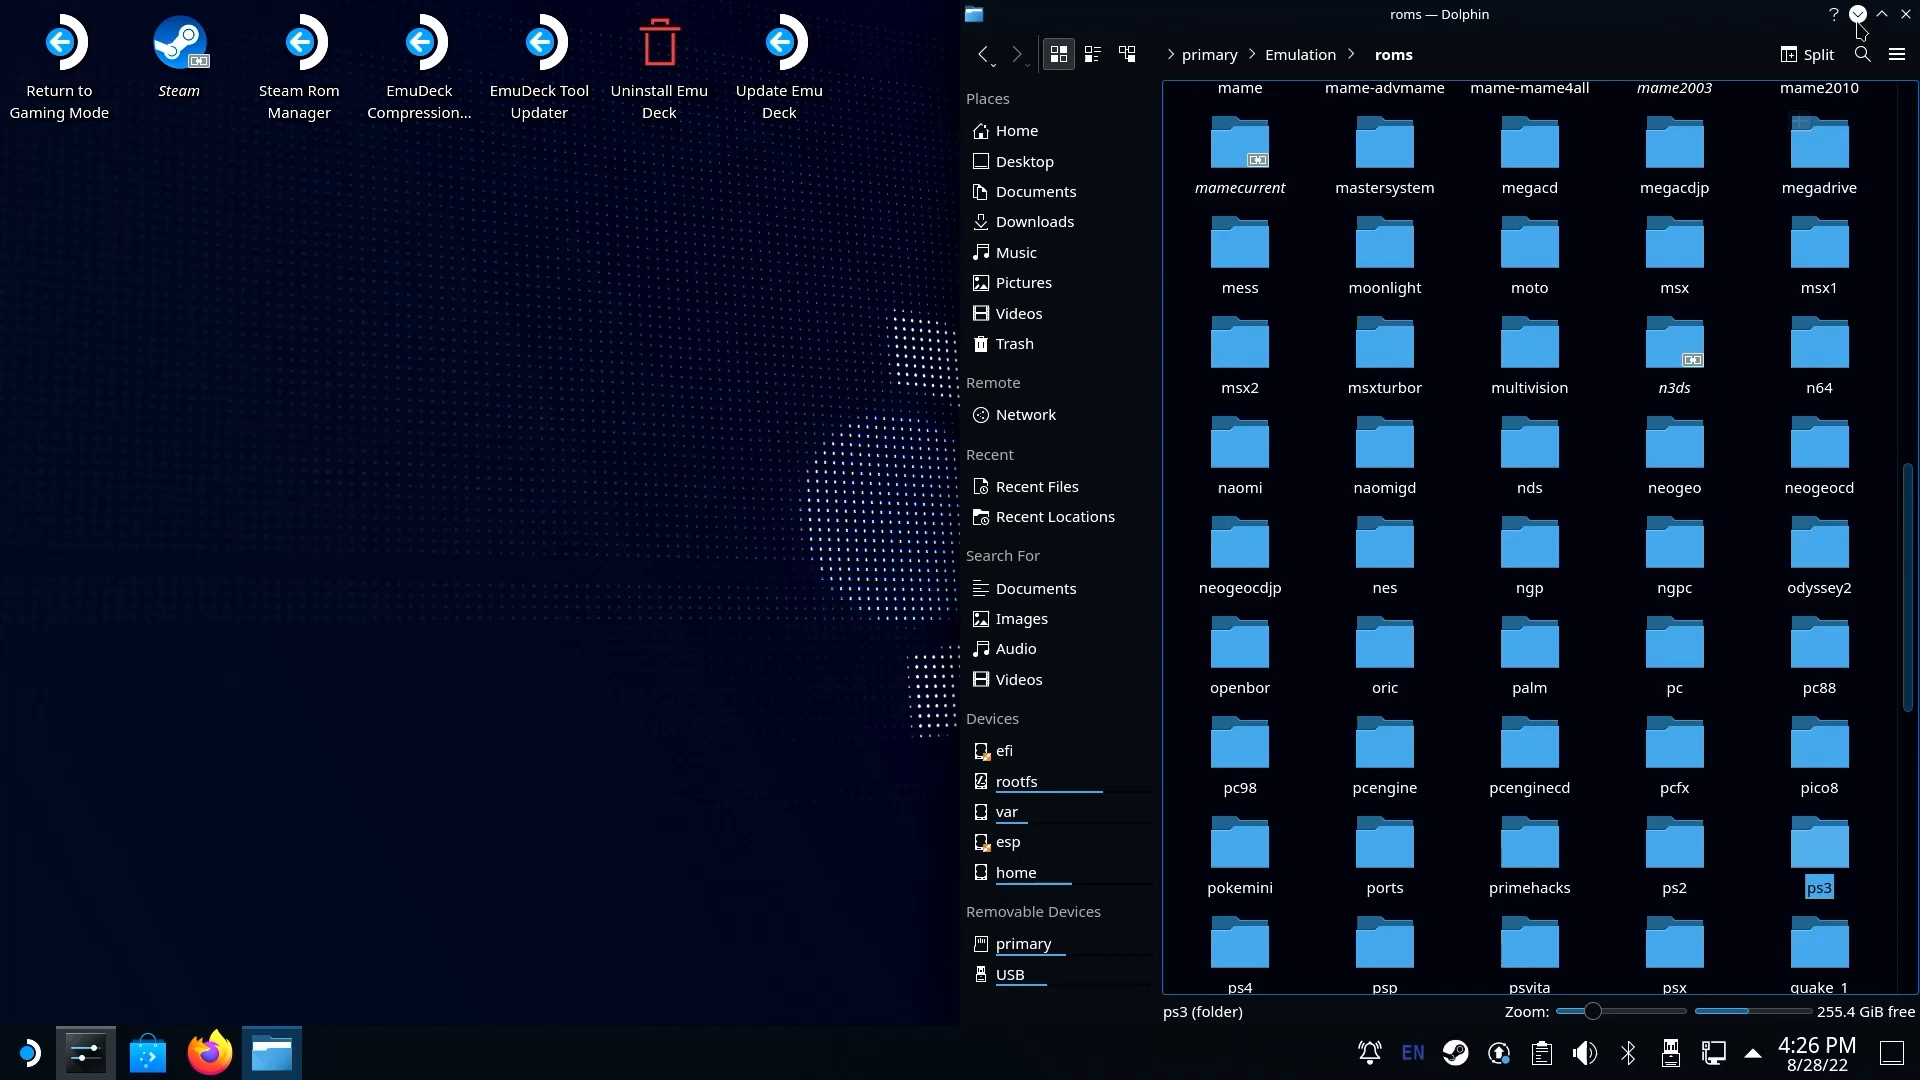 Return to
Gaming Mode
Steam
Steam Rom
Manager
EmuDeck
Compression...
EmuDeck Tool
Updater
Uninstall Emu
Deck
Update Emu
Deck
roms — Dolphin
primary
Emulation
roms
Split
Places
Home
Desktop
Documents
Downloads
Music
Pictures
Videos
Trash
Remote
Network
Recent
Recent Files
Recent Locations
Search For
Documents
Images
Audio
Videos
Devices
efi
rootfs
var
esp
home
Removable Devices
primary
USB
mame mame-advmame mame-mame4all mame2003 mame2010
mamecurrent mastersystem megacd megacdjp megadrive
mess moonlight moto msx msx1
msx2 msxturbor multivision n3ds n64
naomi naomigd nds neogeo neogeocd
neogeocdjp nes ngp ngpc odyssey2
openbor oric palm pc pc88
pc98 pcengine pcenginecd pcfx pico8
pokemini ports primehacks ps2 ps3
ps4 psp psvita psx quake_1
ps3 (folder)
Zoom:
255.4 GiB free
EN
4:26 PM
8/28/22